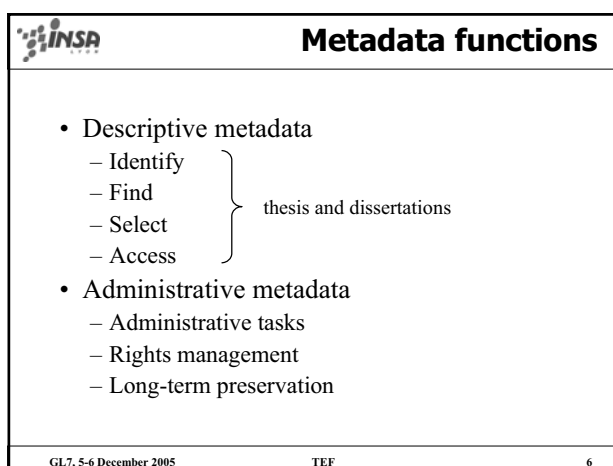 INSA
LYON
Metadata functions
• Descriptive metadata
– Identify
– Find
– Select
– Access
thesis and dissertations
• Administrative metadata
– Administrative tasks
– Rights management
– Long-term preservation
GL7, 5-6 December 2005 TEF 6